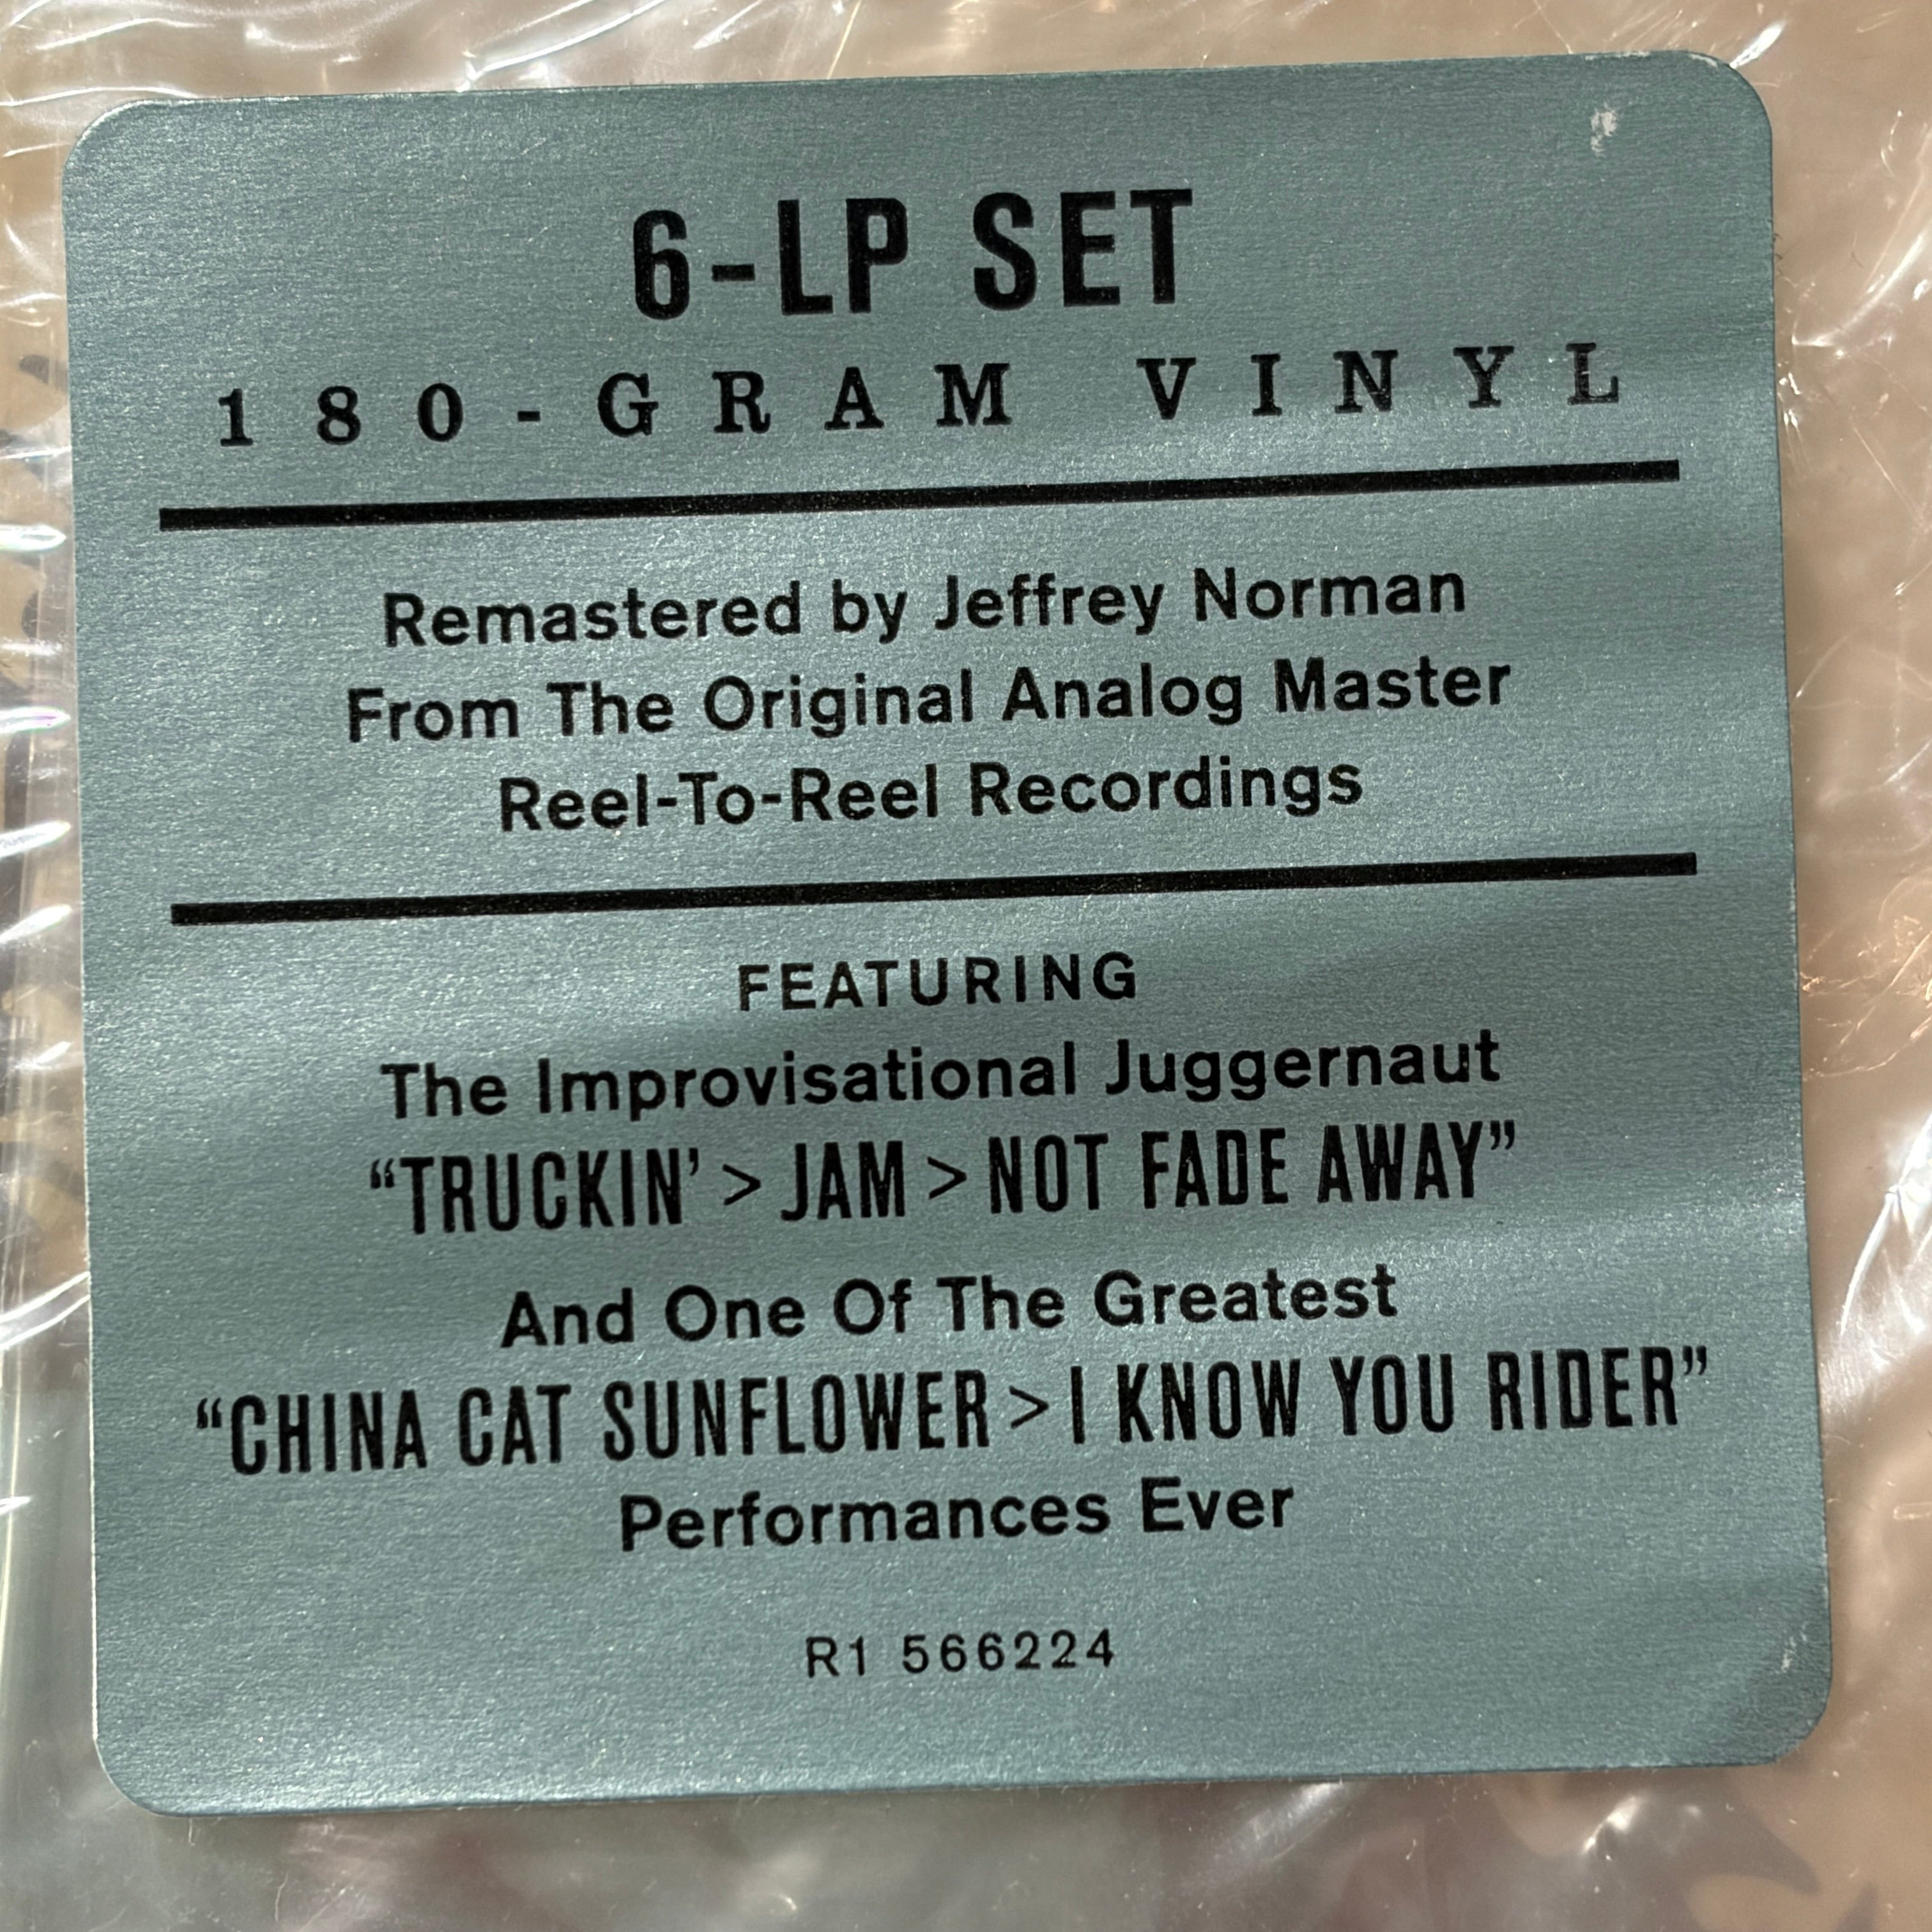 6-LP SET
180-GRAM VINYL
Remastered by Jeffrey Norman
From The Original Analog Master
Reel-To-Reel Recordings
FEATURING
The Improvisational Juggernaut
“TRUCKIN’ > JAM > NOT FADE AWAY”
And One Of The Greatest
“CHINA CAT SUNFLOWER > I KNOW YOU RIDER”
Performances Ever
R1 566224